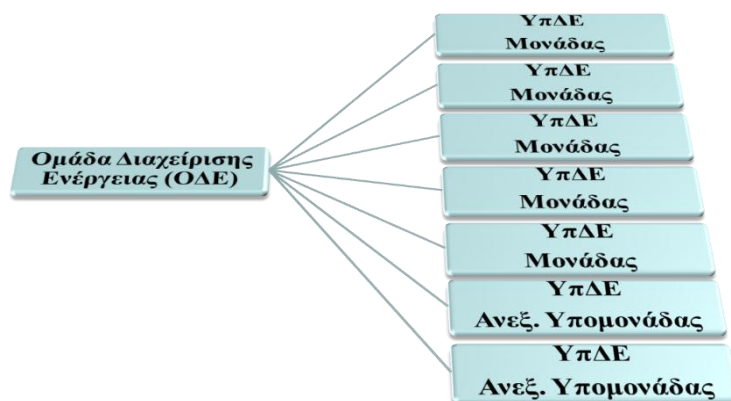 Ομάδα Διαχείρισης
Ενέργειας (ΟΔΕ)
ΥπΔΕ
Μονάδας
ΥπΔΕ
Μονάδας
ΥπΔΕ
Μονάδας
ΥπΔΕ
Μονάδας
ΥπΔΕ
Μονάδας
ΥπΔΕ
Ανεξ. Υπομονάδας
ΥπΔΕ
Ανεξ. Υπομονάδας